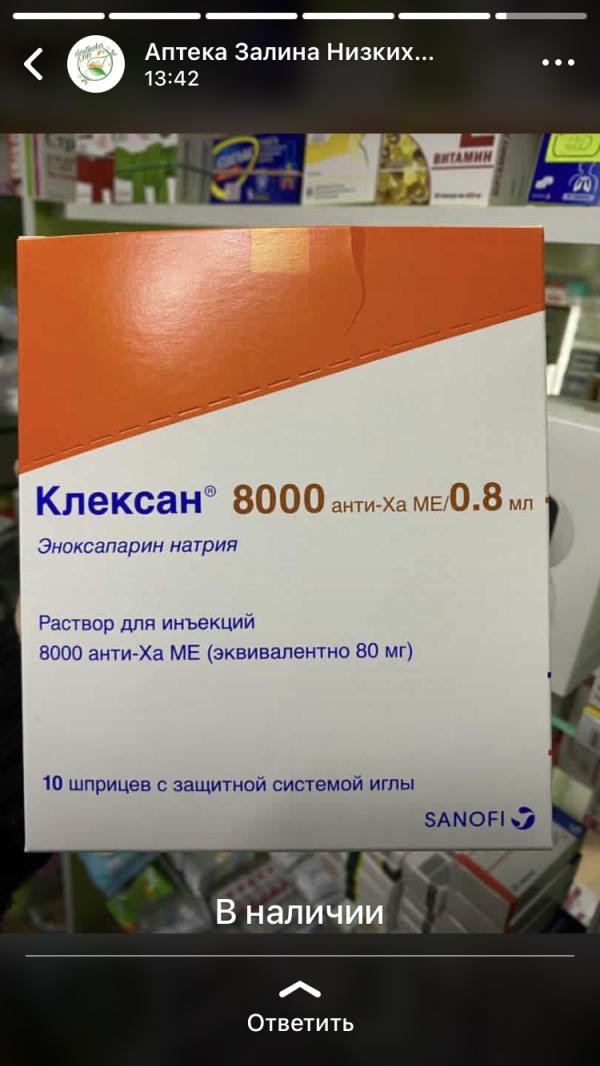 Аптека Залина Низких...
13:42
ВИТАМИН
Клексан® 8000 анти-Ха МЕ/0.8 мл
Эноксапарин натрия
Раствор для инъекций
8000 анти-Ха МЕ (эквивалентно 80 мг)
10 шприцев с защитной системой иглы
SANOFI
В наличии
Ответить